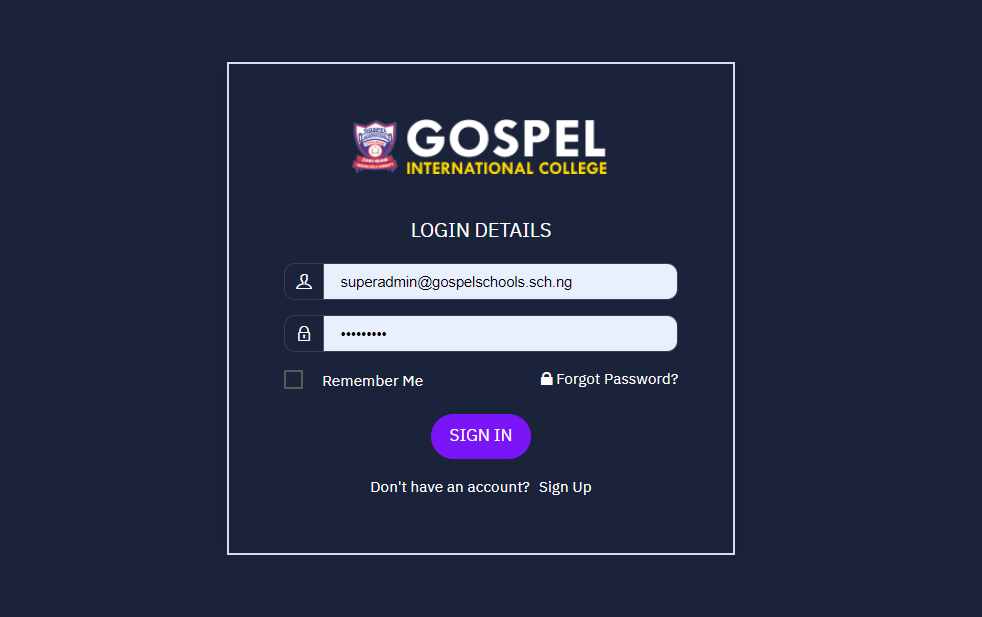 GOSPEL
INTERNATIONAL COLLEGE
LOGIN DETAILS
superadmin@gospelschools.sch.ng
•••••••••
Remember Me
Forgot Password?
SIGN IN
Don't have an account? Sign Up